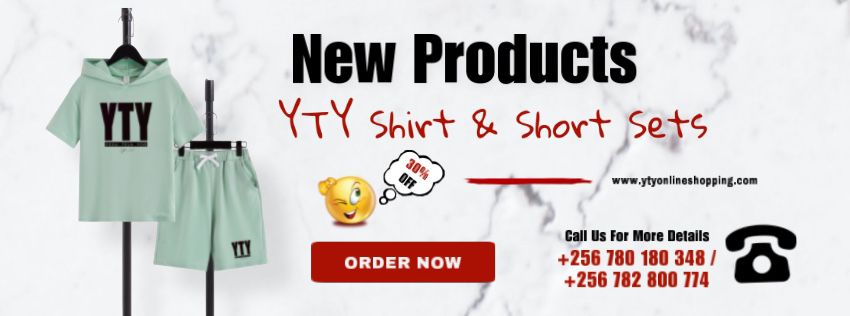 New Products
YTY Shirt & Short Sets
YTY
YTY
30%
OFF
www.ytyonlineshopping.com
ORDER NOW
Call Us For More Details
+256 780 180 348 /
+256 782 800 774